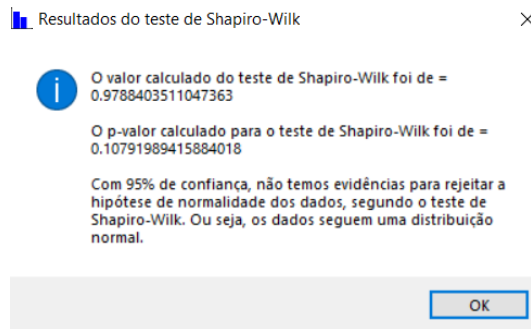 Resultados do teste de Shapiro-Wilk
O valor calculado do teste de Shapiro-Wilk foi de =
0.9788403511047363
O p-valor calculado para o teste de Shapiro-Wilk foi de =
0.10791989415884018
Com 95% de confiança, não temos evidências para rejeitar a
hipótese de normalidade dos dados, segundo o teste de
Shapiro-Wilk. Ou seja, os dados seguem uma distribuição
normal.
OK